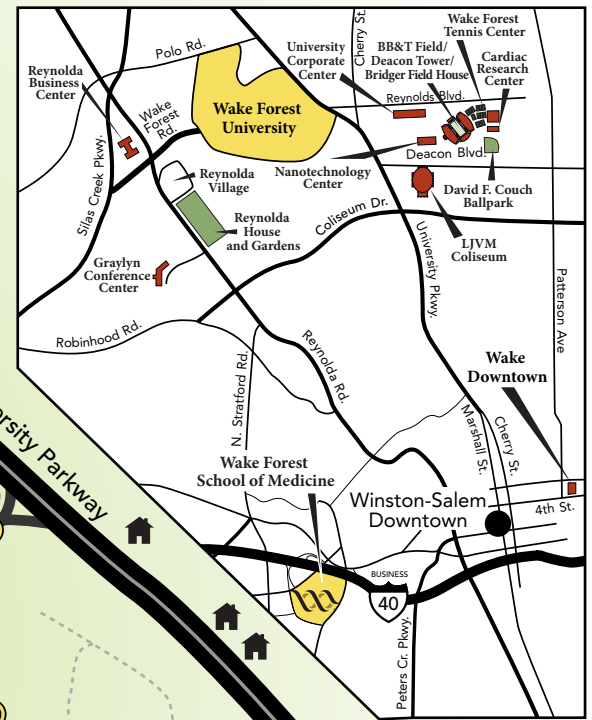 Cherry St.
Wake Forest
Tennis Center
Polo Rd.
University
Corporate
Center
BB&T Field/
Deacon Tower/
Bridger Field House
Cardiac
Research
Center
Reynolda
Business
Center
Wake
Forest
Rd.
Wake Forest
University
Reynolds Blvd.
Silas Creek Pkwy.
Deacon Blvd.
Reynolda
Village
Nanotechnology
Center
David F. Couch
Ballpark
Reynolda
House
and Gardens
Coliseum Dr.
University Pkwy.
LJVM
Coliseum
Graylyn
Conference
Center
Patterson Ave
Robinhood Rd.
Reynolda Rd.
N. Stratford Rd.
Wake
Downtown
Marshall St.
Cherry St.
Wake Forest
School of Medicine
Winston-Salem
Downtown
4th St.
ersity Parkway
BUSINESS
40
Peters Cr. Pkwy.